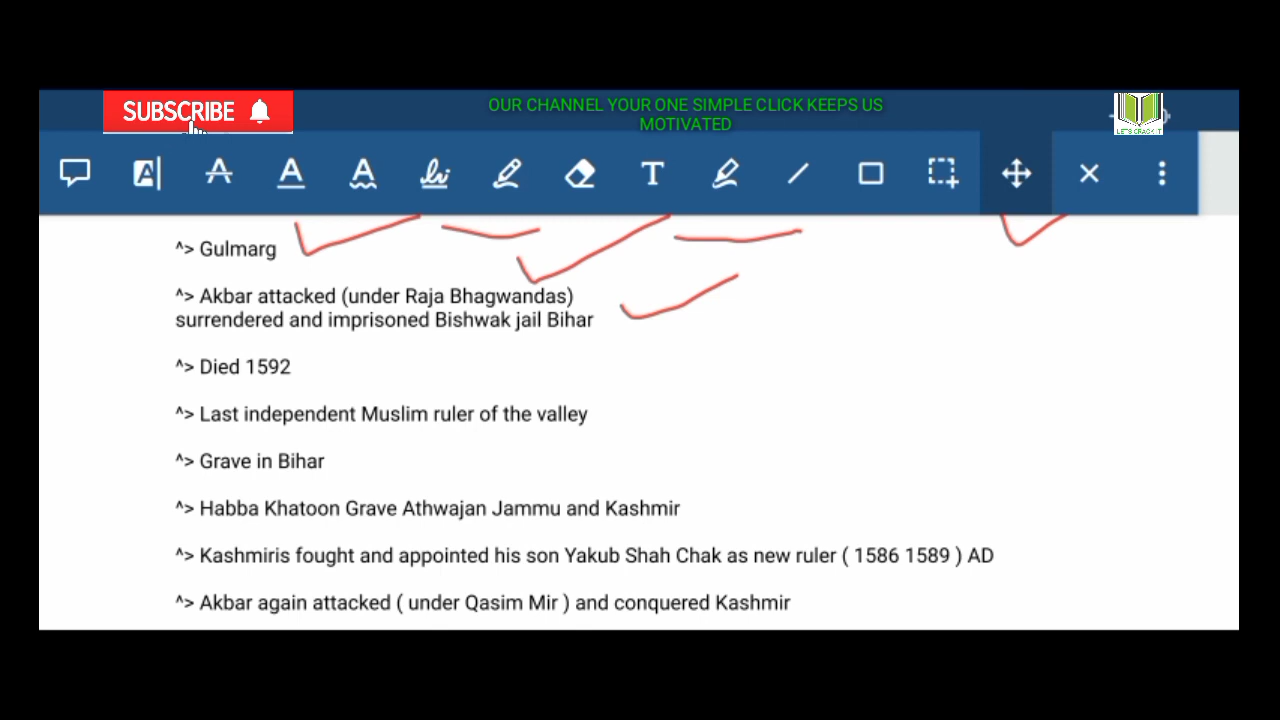 SUBSCRIBE
OUR CHANNEL YOUR ONE SIMPLE CLICK KEEPS US
MOTIVATED
LET'S CRACK IT
^> Gulmarg
^> Akbar attacked (under Raja Bhagwandas)
surrendered and imprisoned Bishwak jail Bihar
^> Died 1592
^> Last independent Muslim ruler of the valley
^> Grave in Bihar
^> Habba Khatoon Grave Athwajan Jammu and Kashmir
^> Kashmiris fought and appointed his son Yakub Shah Chak as new ruler ( 1586 1589 ) AD
^> Akbar again attacked ( under Qasim Mir ) and conquered Kashmir